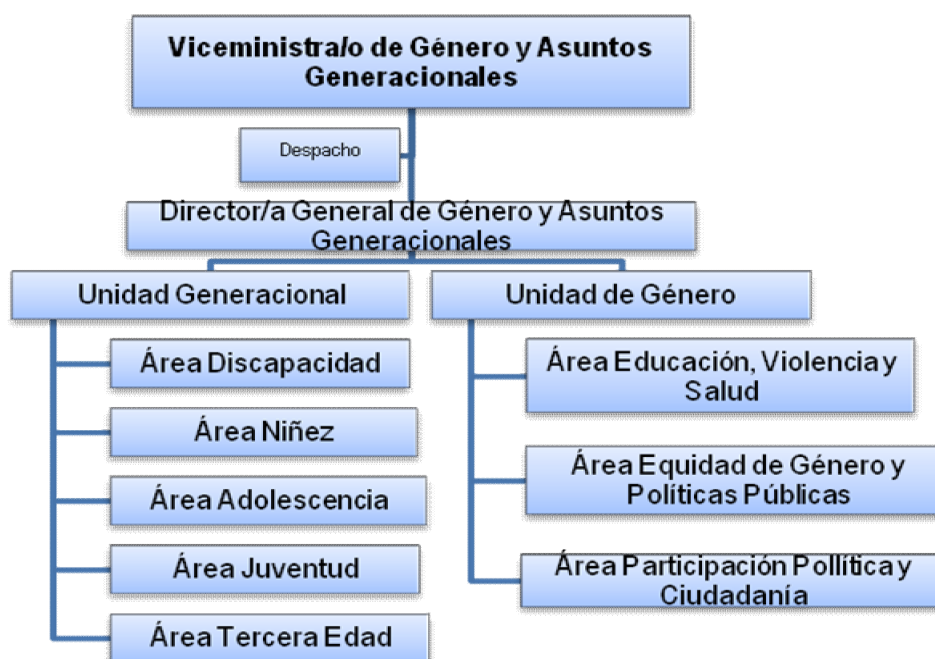 Viceministra/o de Género y Asuntos
Generacionales
Despacho
Director/a General de Género y Asuntos
Generacionales
Unidad Generacional
Área Discapacidad
Área Niñez
Área Adolescencia
Área Juventud
Área Tercera Edad
Unidad de Género
Área Educación, Violencia y
Salud
Área Equidad de Género y
Políticas Públicas
Área Participación Pollítica y
Ciudadanía